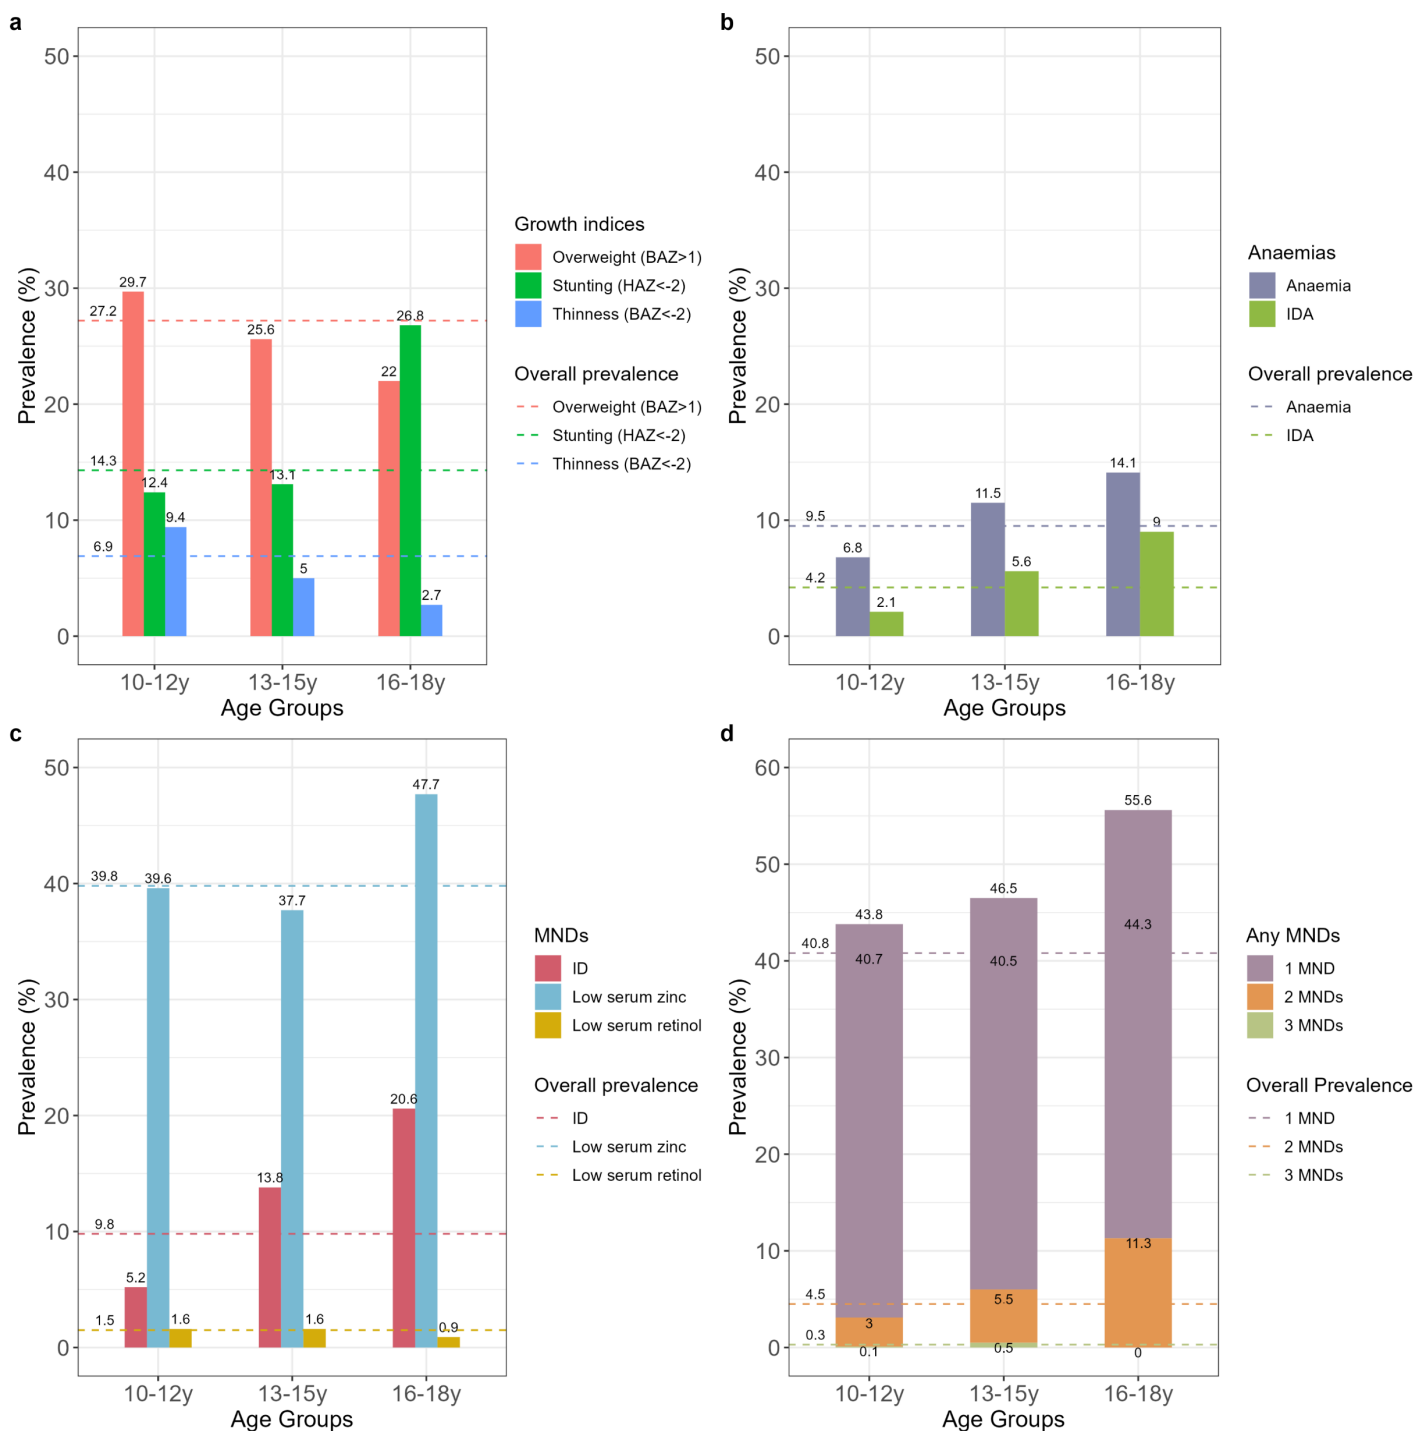 a
50
40
30
20
10
0
Prevalence (%)
29.7
27.2
25.6
26.8
22
14.3
12.4
13.1
9.4
6.9
5
2.7
10-12y
13-15y
16-18y
Age Groups
Growth indices
Overweight (BAZ>1)
Stunting (HAZ<-2)
Thinness (BAZ<-2)
Overall prevalence
Overweight (BAZ>1)
Stunting (HAZ<-2)
Thinness (BAZ<-2)
b
50
40
30
20
10
0
Prevalence (%)
14.1
11.5
9.5
9
6.8
5.6
4.2
2.1
10-12y
13-15y
16-18y
Age Groups
Anaemias
Anaemia
IDA
Overall prevalence
Anaemia
IDA
c
50
40
30
20
10
0
Prevalence (%)
47.7
39.8
39.6
37.7
20.6
13.8
9.8
5.2
1.5
1.6
1.6
0.9
10-12y
13-15y
16-18y
Age Groups
MNDs
ID
Low serum zinc
Low serum retinol
Overall prevalence
ID
Low serum zinc
Low serum retinol
d
60
50
40
30
20
10
0
Prevalence (%)
55.6
46.5
43.8
44.3
40.8
40.7
40.5
11.3
4.5
5.5
3
0.3
0.1
0.5
0
10-12y
13-15y
16-18y
Age Groups
Any MNDs
1 MND
2 MNDs
3 MNDs
Overall Prevalence
1 MND
2 MNDs
3 MNDs